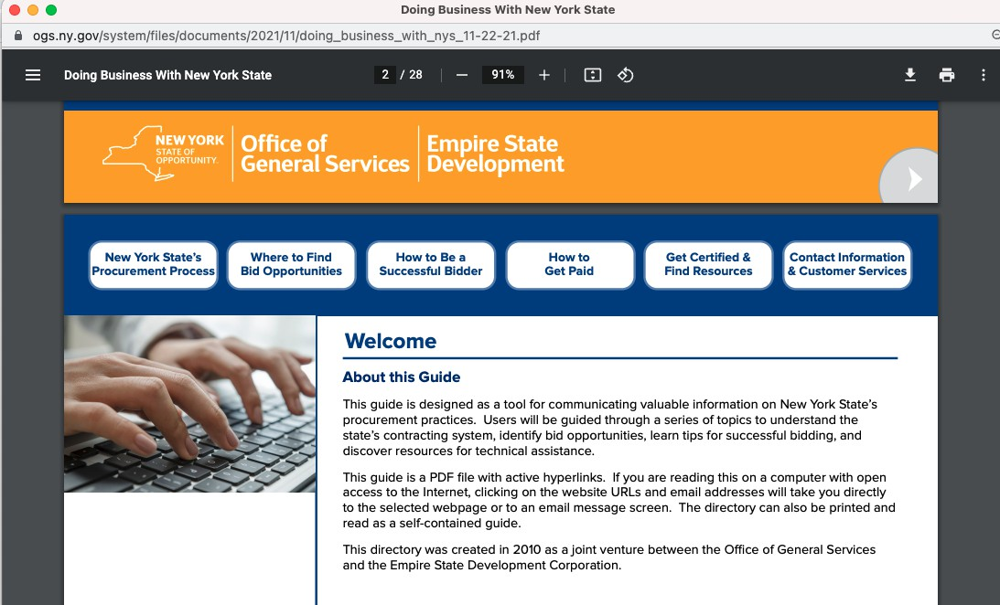 Doing Business With New York State
ogs.ny.gov/system/files/documents/2021/11/doing_business_with_nys_11-22-21.pdf
Doing Business With New York State
2 / 28
91%
NEW YORK
STATE OF
OPPORTUNITY.
Office of
General Services
Empire State
Development
New York State’s
Procurement Process
Where to Find
Bid Opportunities
How to Be a
Successful Bidder
How to
Get Paid
Get Certified &
Find Resources
Contact Information
& Customer Services
Welcome
About this Guide
This guide is designed as a tool for communicating valuable information on New York State’s
procurement practices.  Users will be guided through a series of topics to understand the
state’s contracting system, identify bid opportunities, learn tips for successful bidding, and
discover resources for technical assistance.
This guide is a PDF file with active hyperlinks.  If you are reading this on a computer with open
access to the Internet, clicking on the website URLs and email addresses will take you directly
to the selected webpage or to an email message screen.  The directory can also be printed and
read as a self-contained guide.
This directory was created in 2010 as a joint venture between the Office of General Services
and the Empire State Development Corporation.